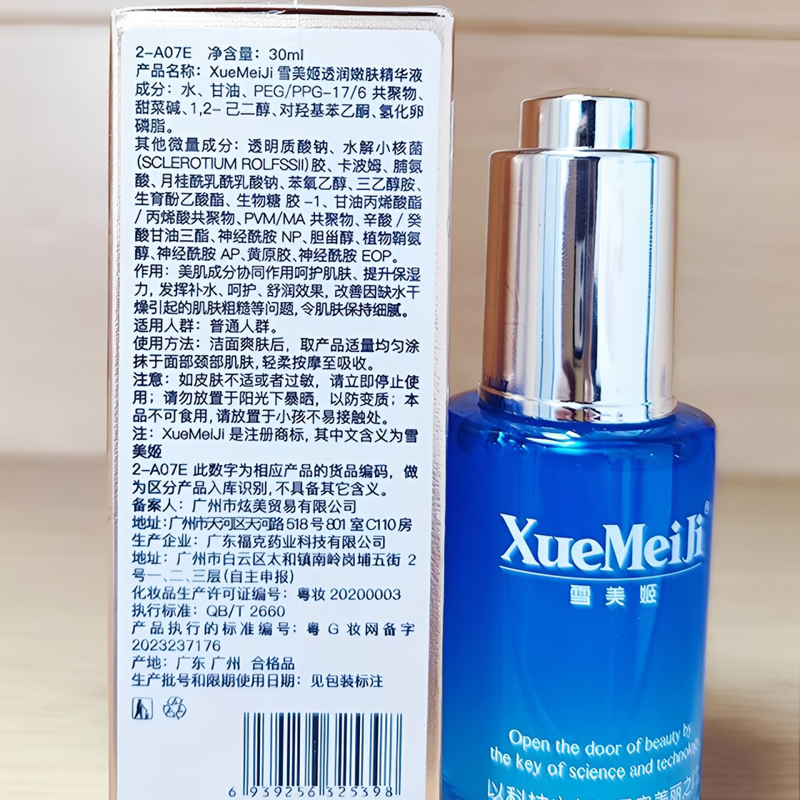 2-A07E 净含量：30ml
产品名称：XueMeiJi 雪美姬透润嫩肤精华液
成分：水、甘油、PEG/PPG-17/6 共聚物、
甜菜碱、1,2- 己二醇、对羟基苯乙酮、氢化卵
磷脂。
其他微量成分：透明质酸钠、水解小核菌
(SCLEROTIUM ROLFSSII)胶、卡波姆、脯氨
酸、月桂酰乳酰乳酸钠、苯氧乙醇、三乙醇胺、
生育酚乙酸酯、生物糖 胶 -1、甘油丙烯酸酯
/ 丙烯酸共聚物、PVM/MA 共聚物、辛酸 / 癸
酸甘油三酯、神经酰胺 NP、胆甾醇、植物鞘氨
醇、神经酰胺 AP、黄原胶、神经酰胺 EOP。
作用：美肌成分协同作用呵护肌肤、提升保湿
力，发挥补水、呵护、舒润效果，改善因缺水干
燥引起的肌肤粗糙等问题，令肌肤保持细腻。
适用人群：普通人群。
使用方法：洁面爽肤后，取产品适量均匀涂
抹于面部颈部肌肤，轻柔按摩至吸收。
注意：如皮肤不适或者过敏，请立即停止使
用；请勿放置于阳光下暴晒，以防变质；本
品不可食用，请放置于小孩不易接触处。
注：XueMeiJi 是注册商标，其中文含义为雪
美姬
2-A07E 此数字为相应产品的货品编码，做
为区分产品入库识别，不具备其它含义。
备案人：广州市炫美贸易有限公司
地址：广州市天河区天河路 518 号 801 室 C110 房
生产企业：广东福克药业科技有限公司
地址：广州市白云区太和镇南岭岗埔五街 2
号一、二、三层(自主申报)
化妆品生产许可证编号：粤妆 20200003
执行标准：QB/T 2660
产品执行的标准编号：粤 G 妆网备字
2023237176
产地：广东 广州 合格品
生产批号和限期使用日期：见包装标注
6 939256 325398
XueMeiJi®
雪美姬
Open the door of beauty by
the key of science and technology